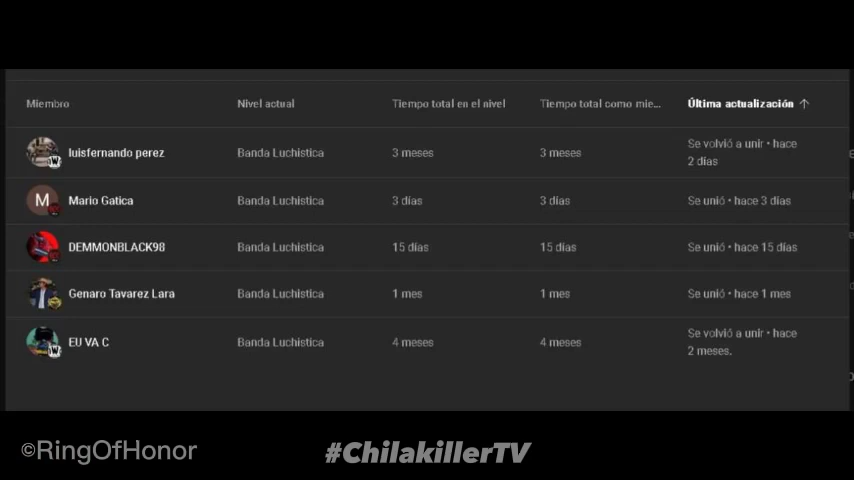 Miembro Nivel actual Tiempo total en el nivel Tiempo total como mie... Última actualización ↑
luisfernando perez Banda Luchistica 3 meses 3 meses Se volvió a unir • hace
2 días
M Mario Gatica Banda Luchistica 3 días 3 días Se unió • hace 3 días
DEMMONBLACK98 Banda Luchistica 15 días 15 días Se unió • hace 15 días
Genaro Tavarez Lara Banda Luchistica 1 mes 1 mes Se unió • hace 1 mes
EU VA C Banda Luchistica 4 meses 4 meses Se volvió a unir • hace
2 meses.
©RingOfHonor #ChilakillerTV